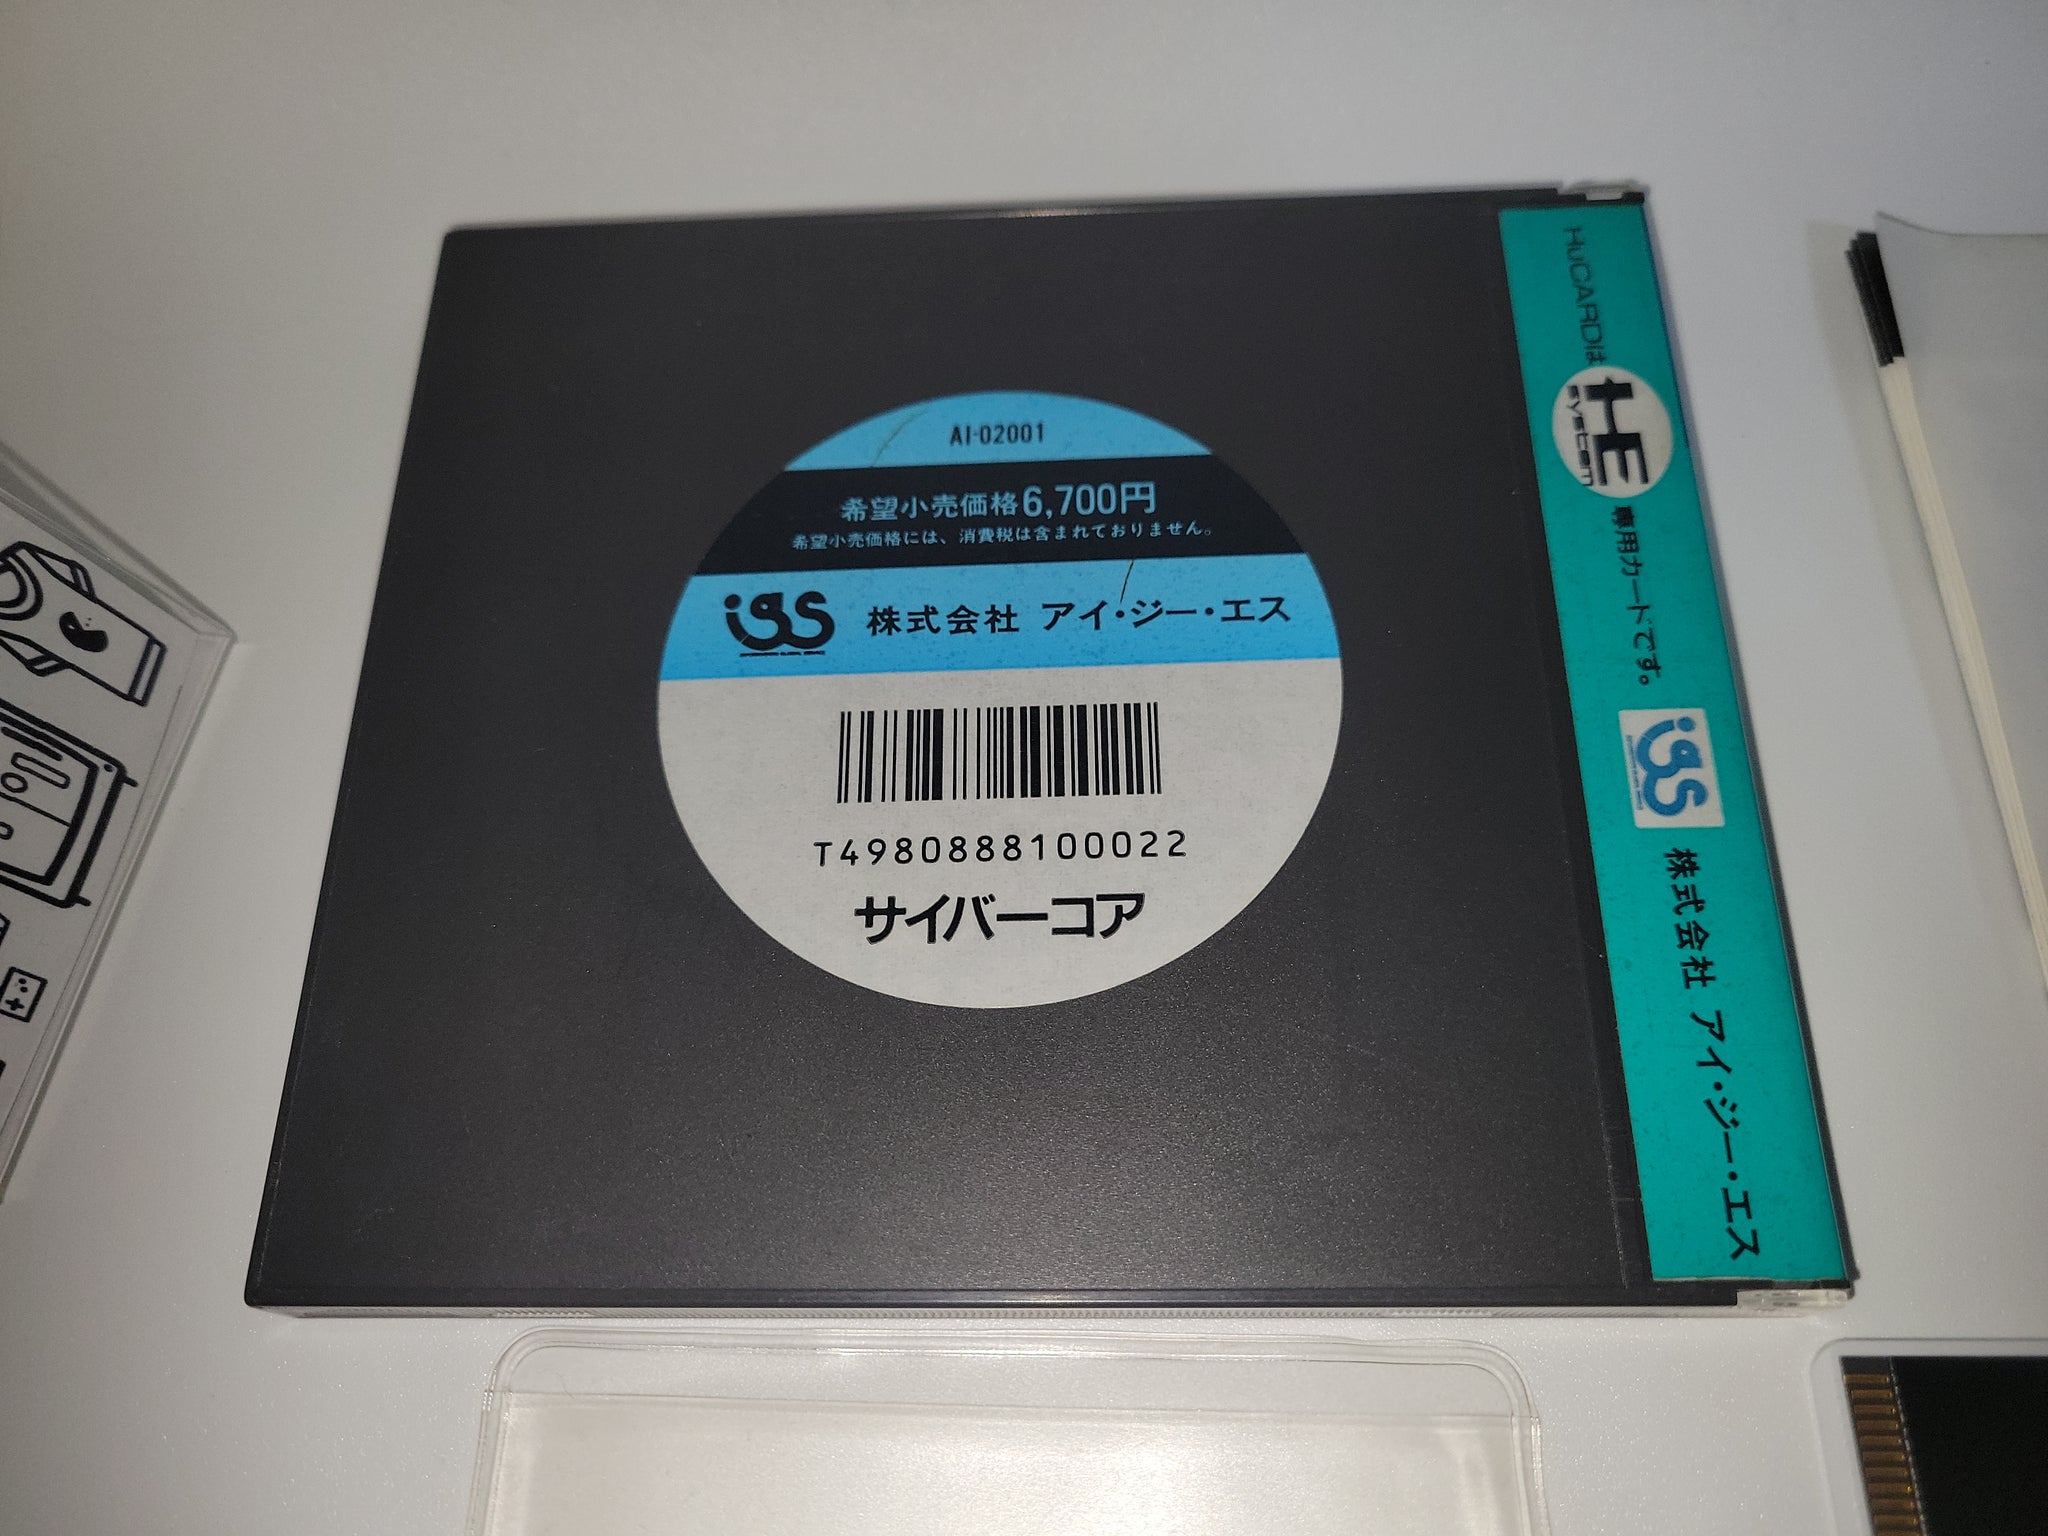 AI-02001
希望小売価格6,700円
希望小売価格には、消費税は含まれておりません。
igs 株式会社 アイ・ジー・エス
T4980888100022
サイバーコア
HuCARDは HE system 専用カードです。 igs 株式会社 アイ・ジー・エス